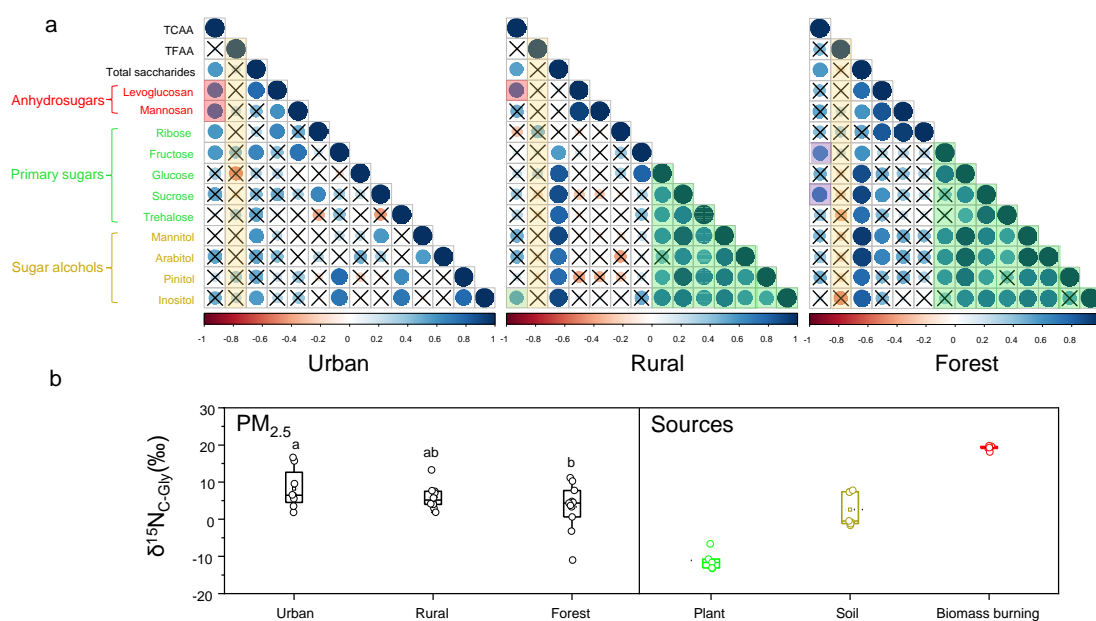 a
TCAA
TFAA
Total saccharides
Anhydrosugars
Levoglucosan
Mannosan
Primary sugars
Ribose
Fructose
Glucose
Sucrose
Trehalose
Sugar alcohols
Mannitol
Arabitol
Pinitol
Inositol
-1 -0.8 -0.6 -0.4 -0.2 0 0.2 0.4 0.6 0.8 1
-1 -0.8 -0.6 -0.4 -0.2 0 0.2 0.4 0.6 0.8 1
-1 -0.8 -0.6 -0.4 -0.2 0 0.2 0.4 0.6 0.8
Urban Rural Forest
b
δ¹⁵N_C-Gly(‰)
30
20
10
0
-10
-20
PM₂.₅
Sources
a
ab
b
Urban Rural Forest Plant Soil Biomass burning